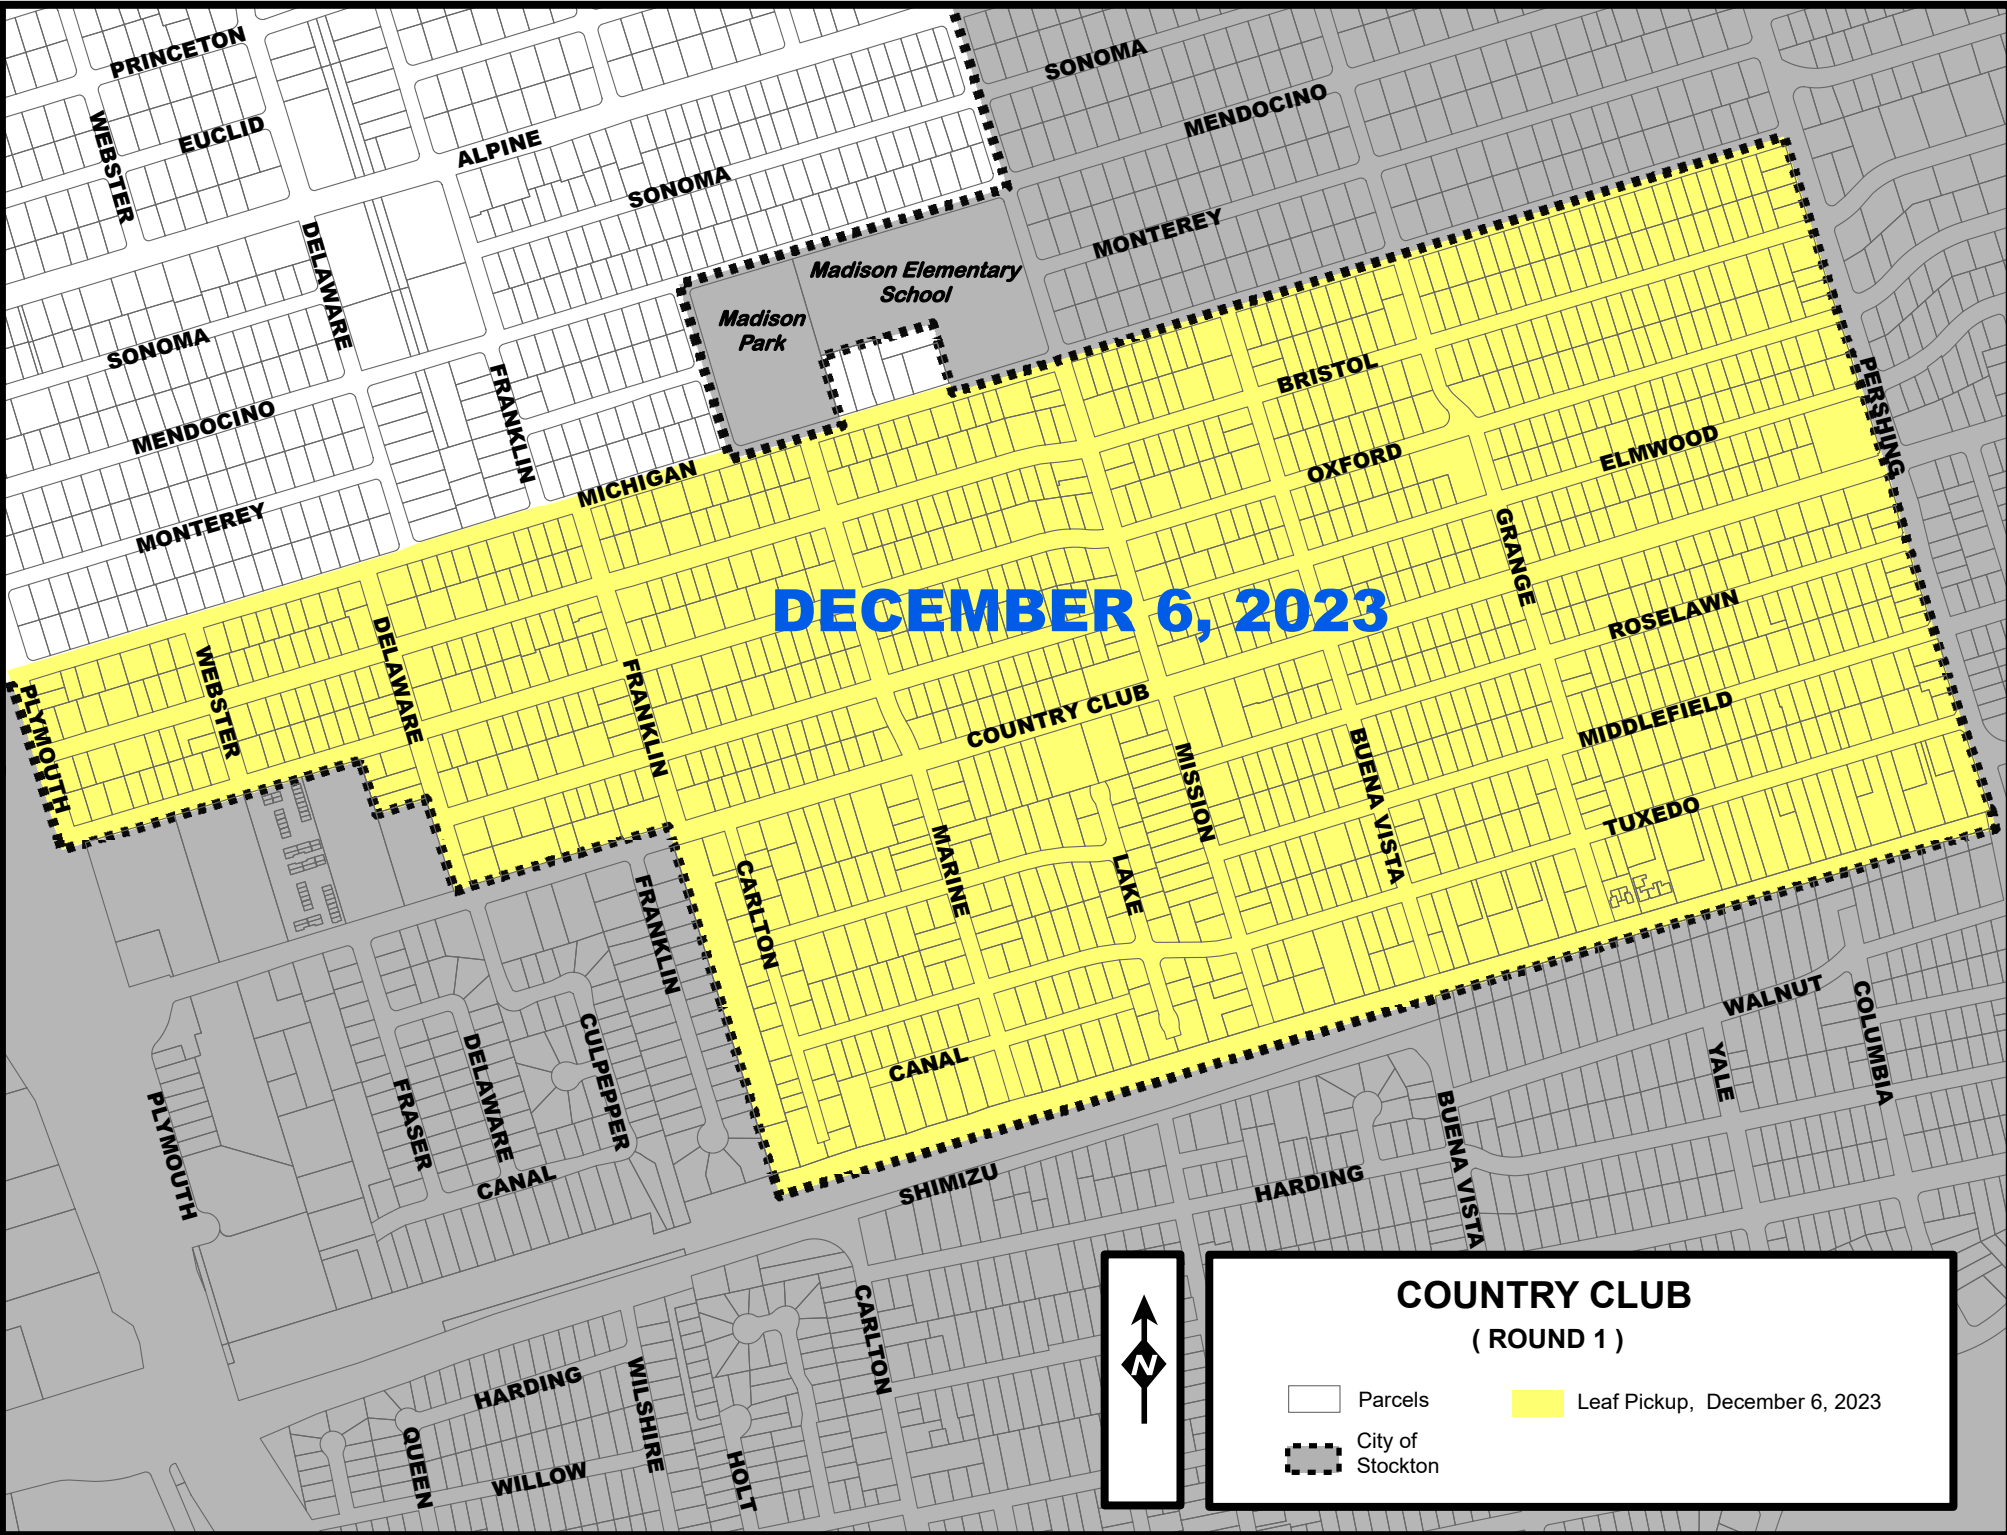 PRINCETON
SONOMA
WEBSTER
EUCLID
ALPINE
MENDOCINO
SONOMA
DELAWARE
MONTEREY
Madison Elementary
School
Madison
Park
SONOMA
FRANKLIN
BRISTOL
PERSHING
MENDOCINO
OXFORD
ELMWOOD
MICHIGAN
MONTEREY
GRANGE
DECEMBER 6, 2023
ROSELAWN
DELAWARE
WEBSTER
FRANKLIN
PLYMOUTH
COUNTRY CLUB
MIDDLEFIELD
MISSION
BUENA VISTA
TUXEDO
MARINE
LAKE
CARLTON
FRANKLIN
WALNUT
COLUMBIA
CULPEPPER
DELAWARE
CANAL
YALE
FRASER
PLYMOUTH
BUENA VISTA
CANAL
SHIMIZU
HARDING
CARLTON
HARDING
WILSHIRE
QUEEN
WILLOW
HOLT
N
COUNTRY CLUB
( ROUND 1 )
Parcels
Leaf Pickup, December 6, 2023
City of
Stockton